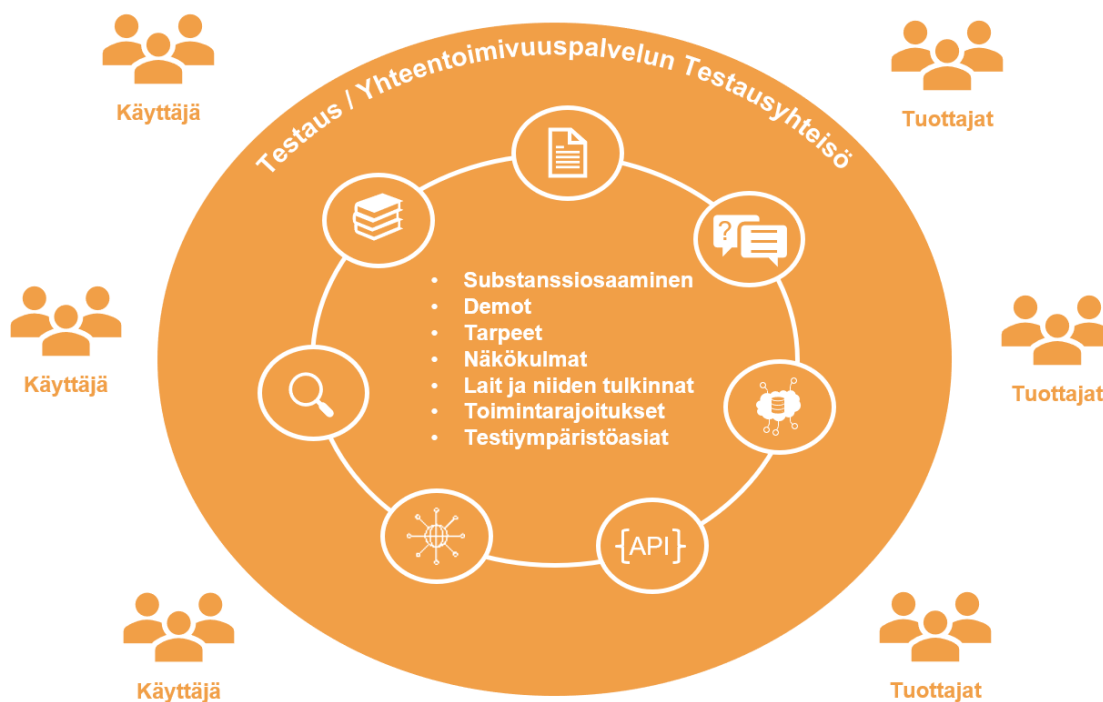 Testaus / Yhteentoimivuuspalvelun Testausyhteisö
Käyttäjä
Tuottajat
?
• Substanssiosaaminen
• Demot
• Tarpeet
• Näkökulmat
• Lait ja niiden tulkinnat
• Toimintarajoitukset
• Testiympäristöasiat
Käyttäjä
Tuottajat
{API}
Käyttäjä
Tuottajat